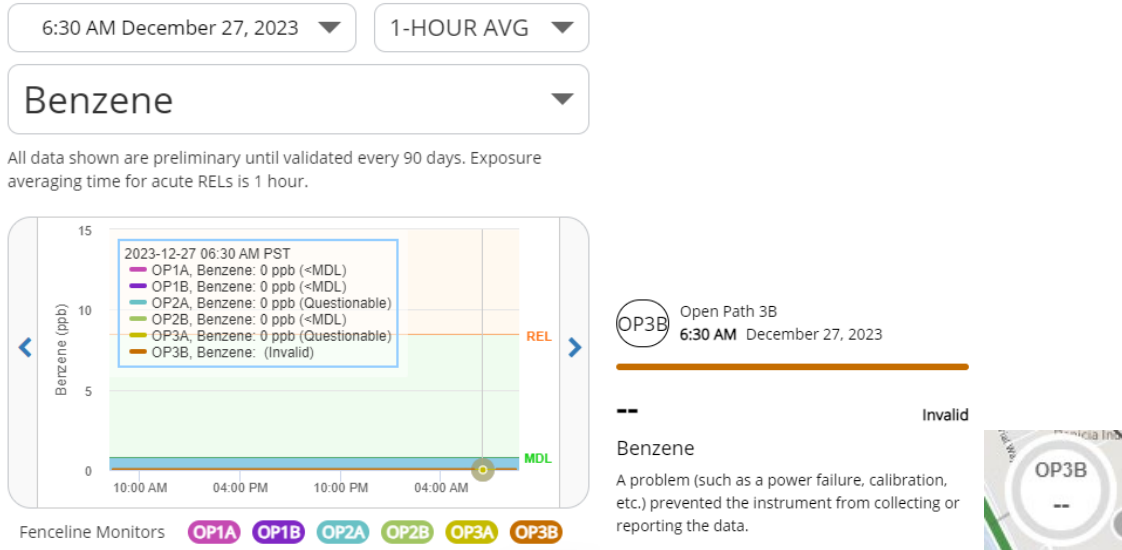 6:30 AM December 27, 2023
1-HOUR AVG
Benzene
All data shown are preliminary until validated every 90 days. Exposure
averaging time for acute RELs is 1 hour.
15
10
5
0
Benzene (ppb)
2023-12-27 06:30 AM PST
OP1A, Benzene: 0 ppb (<MDL)
OP1B, Benzene: 0 ppb (<MDL)
OP2A, Benzene: 0 ppb (Questionable)
OP2B, Benzene: 0 ppb (<MDL)
OP3A, Benzene: 0 ppb (Questionable)
OP3B, Benzene: (Invalid)
REL
MDL
10:00 AM 04:00 PM 10:00 PM 04:00 AM
Fenceline Monitors OP1A OP1B OP2A OP2B OP3A OP3B
OP3B
Open Path 3B
6:30 AM December 27, 2023
-- Invalid
Benzene
A problem (such as a power failure, calibration,
etc.) prevented the instrument from collecting or
reporting the data.
OP3B
--